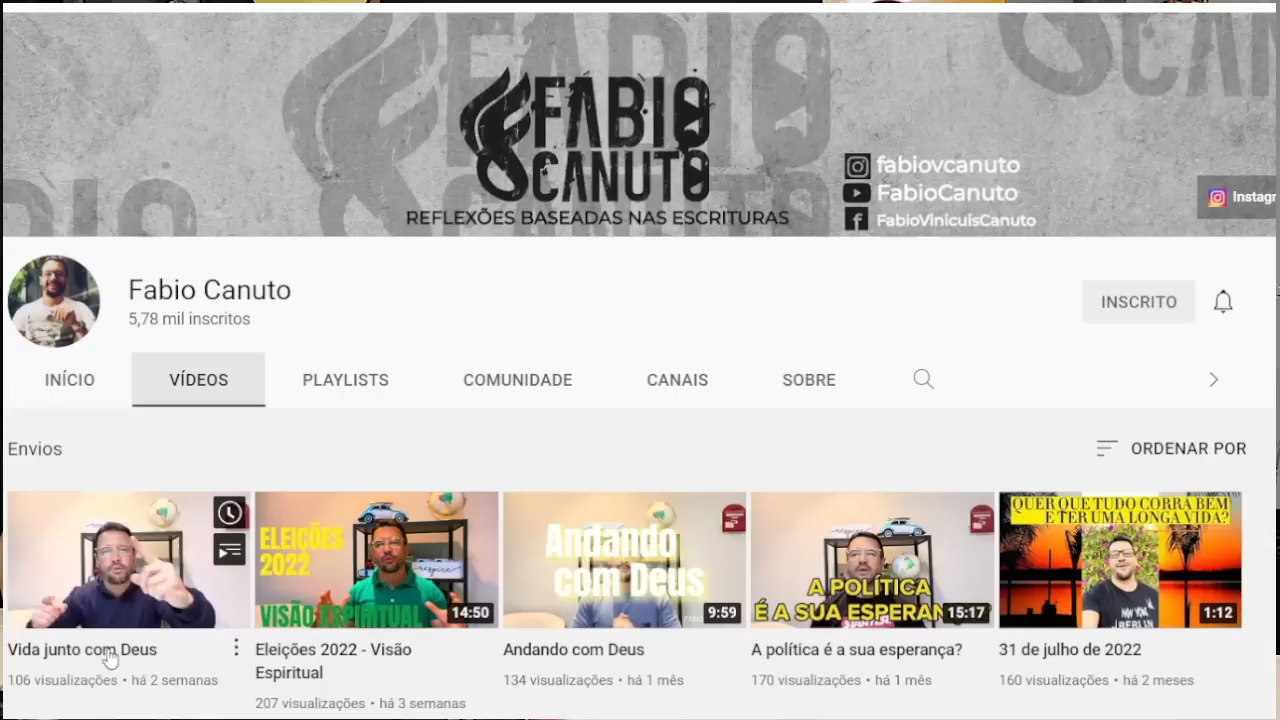 FABIO
CANUTO
REFLEXÕES BASEADAS NAS ESCRITURAS
fabiovcanuto
FabioCanuto
FabioViniciusCanuto
Instagr
Fabio Canuto
5,78 mil inscritos
INSCRITO
INÍCIO
VÍDEOS
PLAYLISTS
COMUNIDADE
CANAIS
SOBRE
Envios
ORDENAR POR
ELEIÇÕES
2022
VISÃO ESPIRITUAL
14:50
Andando
com Deus
9:59
A POLÍTICA
É A SUA ESPERAN
15:17
QUER QUE TUDO CORRA BEM
E TER UMA LONGA VIDA?
1:12
Vida junto com Deus
106 visualizações • há 2 semanas
Eleições 2022 - Visão
Espiritual
207 visualizações • há 3 semanas
Andando com Deus
134 visualizações • há 1 mês
A política é a sua esperança?
170 visualizações • há 1 mês
31 de julho de 2022
160 visualizações • há 2 meses